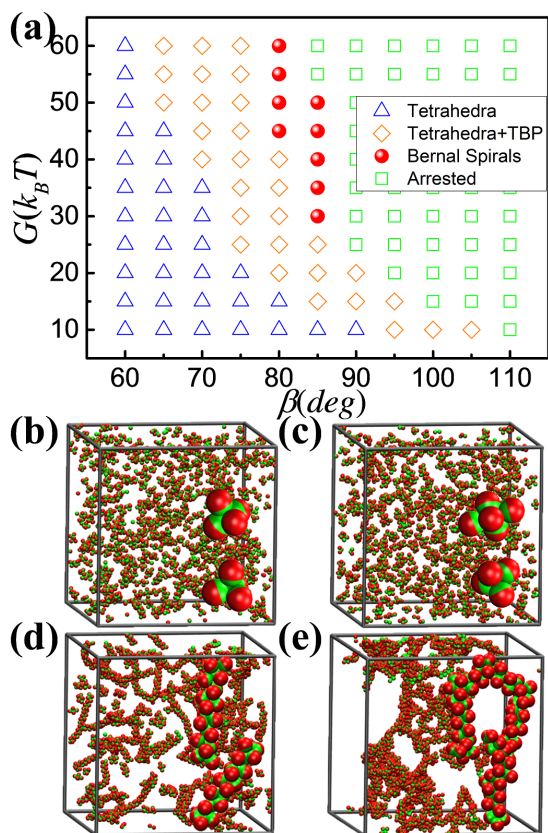 (a)
60
50
40
30
20
10
G(k_BT)
Tetrahedra
Tetrahedra+TBP
Bernal Spirals
Arrested
60 70 80 90 100 110
β(deg)
(b) (c)
(d) (e)